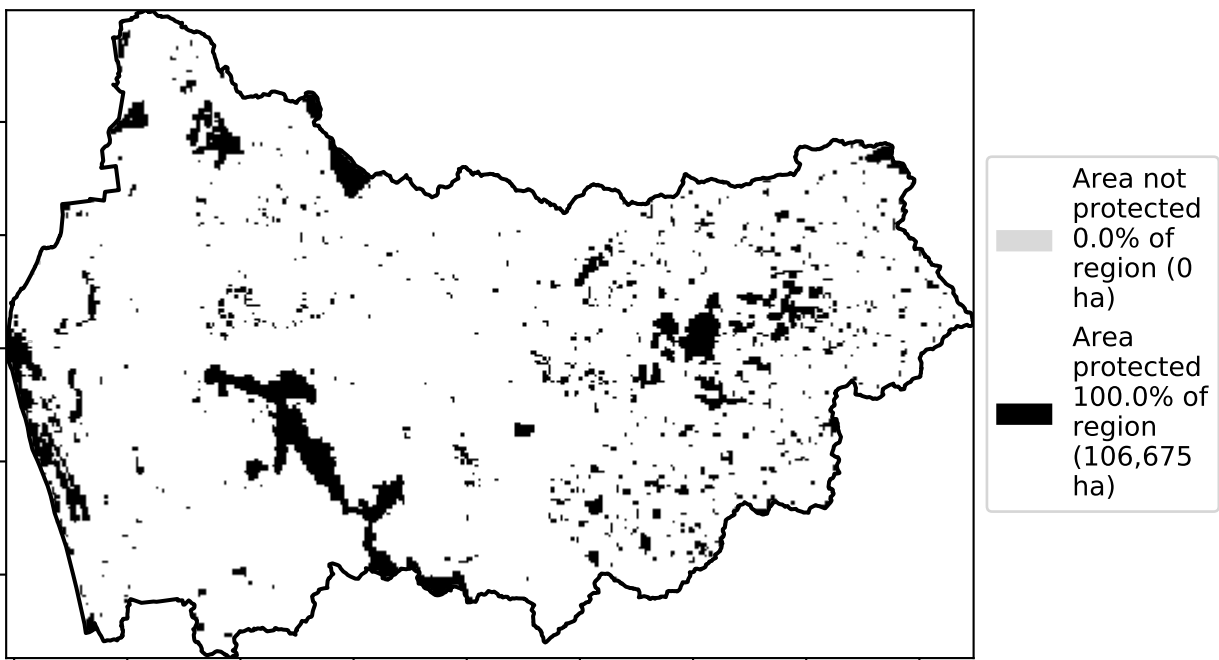 Area not
protected
0.0% of
region (0
ha)
Area
protected
100.0% of
region
(106,675
ha)